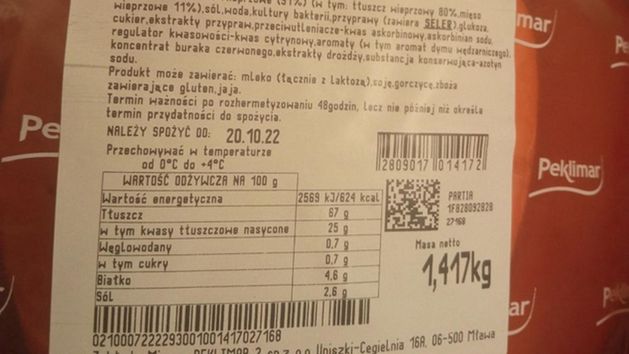 wieprzowe 11%),sól,woda,kultury bakterii,przyprawy (zawiera SELER),glukoza,
cukier,ekstrakty przypraw,przeciwutleniacze-kwas askorbinowy,askorbinian sodu,
regulator kwasowości-kwas cytrynowy,aromaty (w tym aromat dymu wędzarniczego),
koncentrat buraka czerwonego,ekstrakty drożdży,substancja konserwująca-azotyn
sodu.
Produkt może zawierać: mleko (łącznie z laktozą),soję,gorczycę,zboża
zawierające gluten,jaja.
Termin ważności po rozhermetyzowaniu 48godzin, lecz nie później niż określa
termin przydatności do spożycia.
NALEŻY SPOŻYĆ DO: 20.10.22
Przechowywać w temperaturze
od 0°C do +4°C
WARTOŚĆ ODŻYWCZA NA 100 g
Wartość energetyczna 2569 kJ/624 kcal
Tłuszcz 67 g
w tym kwasy tłuszczowe nasycone 25 g
Węglowodany 0,7 g
w tym cukry 0,7 g
Białko 4,6 g
Sól 2,6 g
2809017 014172
PARTIA
1F828092828
27168
Masa netto
1,417kg
0210007222293001001417027168
Uniszki-Cegielnia 16A, 06-500 Mława
Peklimar